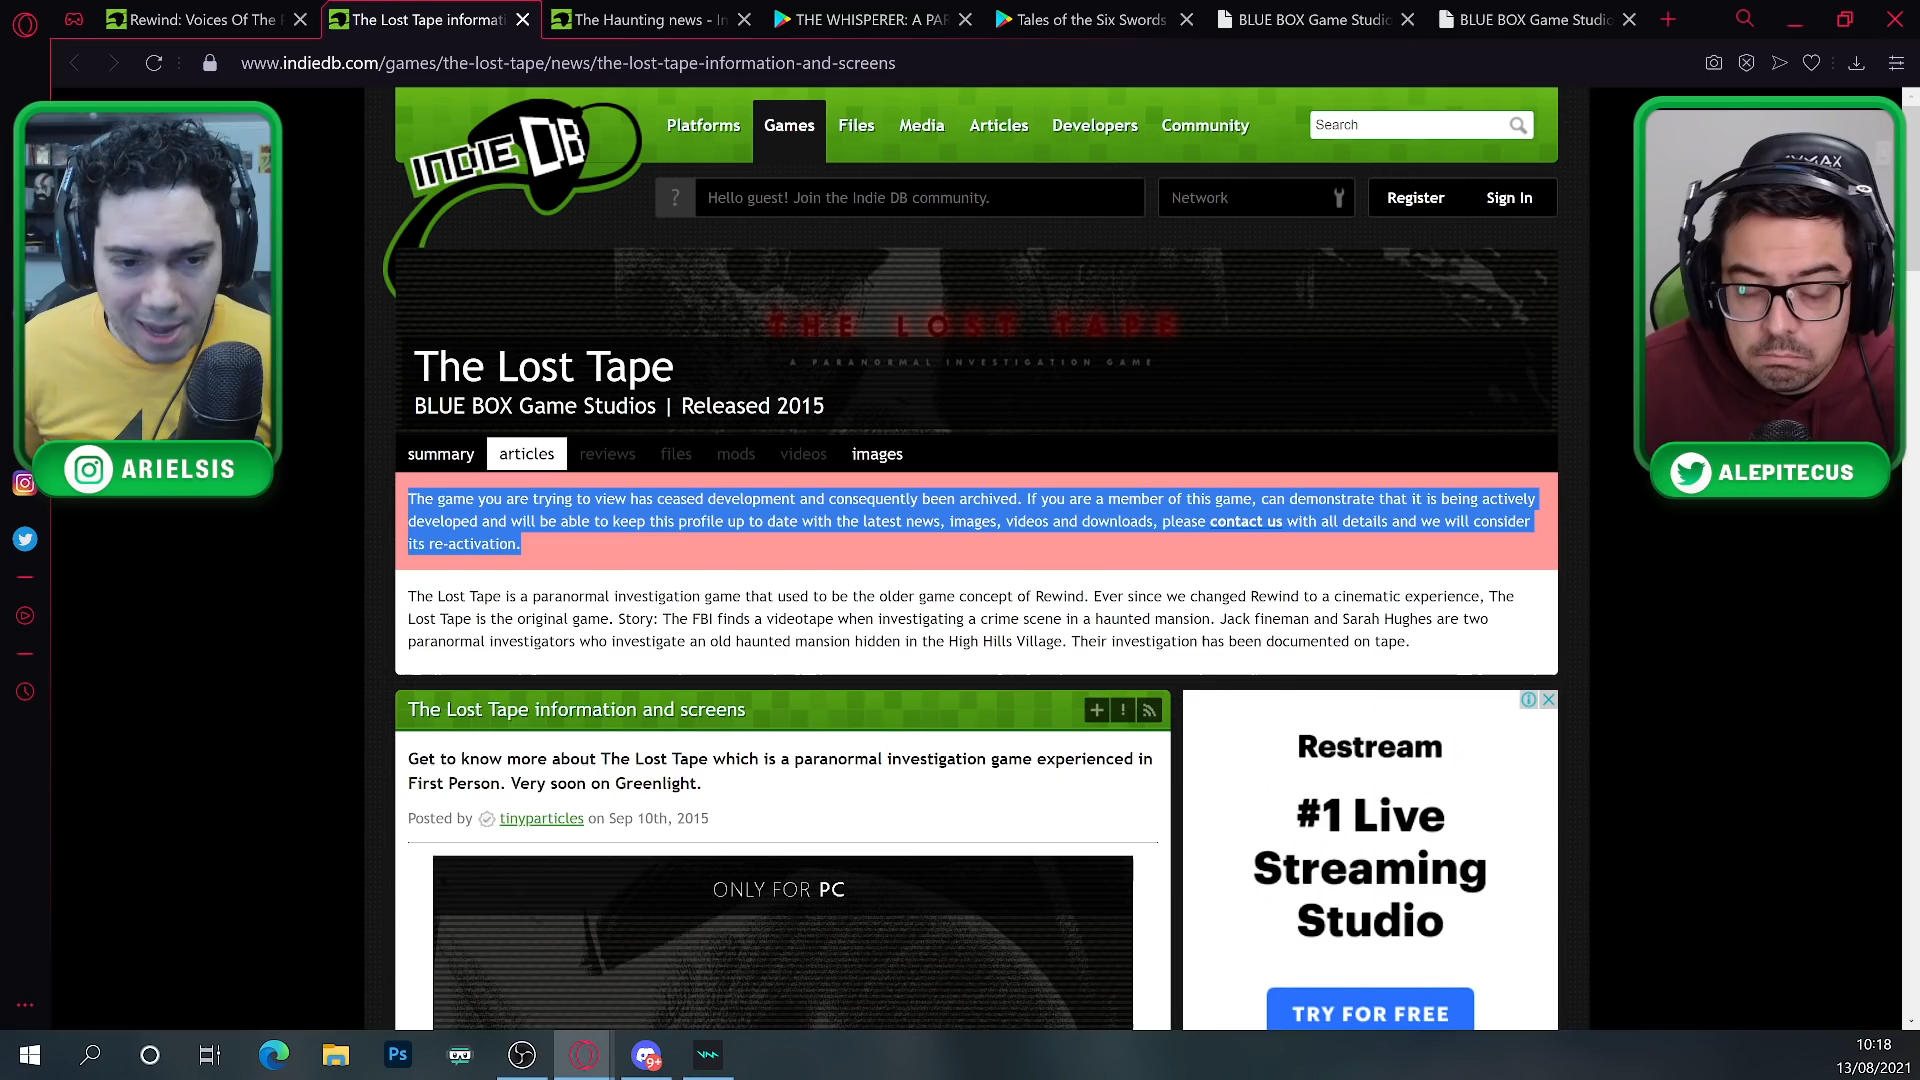 Rewind: Voices Of The P
The Lost Tape informati
The Haunting news - In
THE WHISPERER: A PAR
Tales of the Six Swords
BLUE BOX Game Studio
BLUE BOX Game Studio
www.indiedb.com/games/the-lost-tape/news/the-lost-tape-information-and-screens
INDIE DB
Platforms
Games
Files
Media
Articles
Developers
Community
Search
?
Hello guest! Join the Indie DB community.
Network
Register
Sign In
THE LOST TAPE
A PARANORMAL INVESTIGATION GAME
The Lost Tape
BLUE BOX Game Studios | Released 2015
summary
articles
reviews
files
mods
videos
images
The game you are trying to view has ceased development and consequently been archived. If you are a member of this game, can demonstrate that it is being actively
developed and will be able to keep this profile up to date with the latest news, images, videos and downloads, please contact us with all details and we will consider
its re-activation.
The Lost Tape is a paranormal investigation game that used to be the older game concept of Rewind. Ever since we changed Rewind to a cinematic experience, The
Lost Tape is the original game. Story: The FBI finds a videotape when investigating a crime scene in a haunted mansion. Jack fineman and Sarah Hughes are two
paranormal investigators who investigate an old haunted mansion hidden in the High Hills Village. Their investigation has been documented on tape.
The Lost Tape information and screens
Get to know more about The Lost Tape which is a paranormal investigation game experienced in
First Person. Very soon on Greenlight.
Posted by tinyparticles on Sep 10th, 2015
ONLY FOR PC
Restream
#1 Live
Streaming
Studio
TRY FOR FREE
ARIELSIS
ALEPITECUS
Ps
9+
10:18
13/08/2021